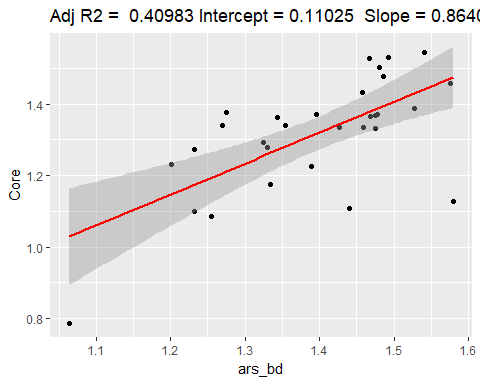 Adj R2 =  0.40983 Intercept = 0.11025  Slope = 0.8640
Core
1.4
1.2
1.0
0.8
1.1 1.2 1.3 1.4 1.5 1.6
ars_bd